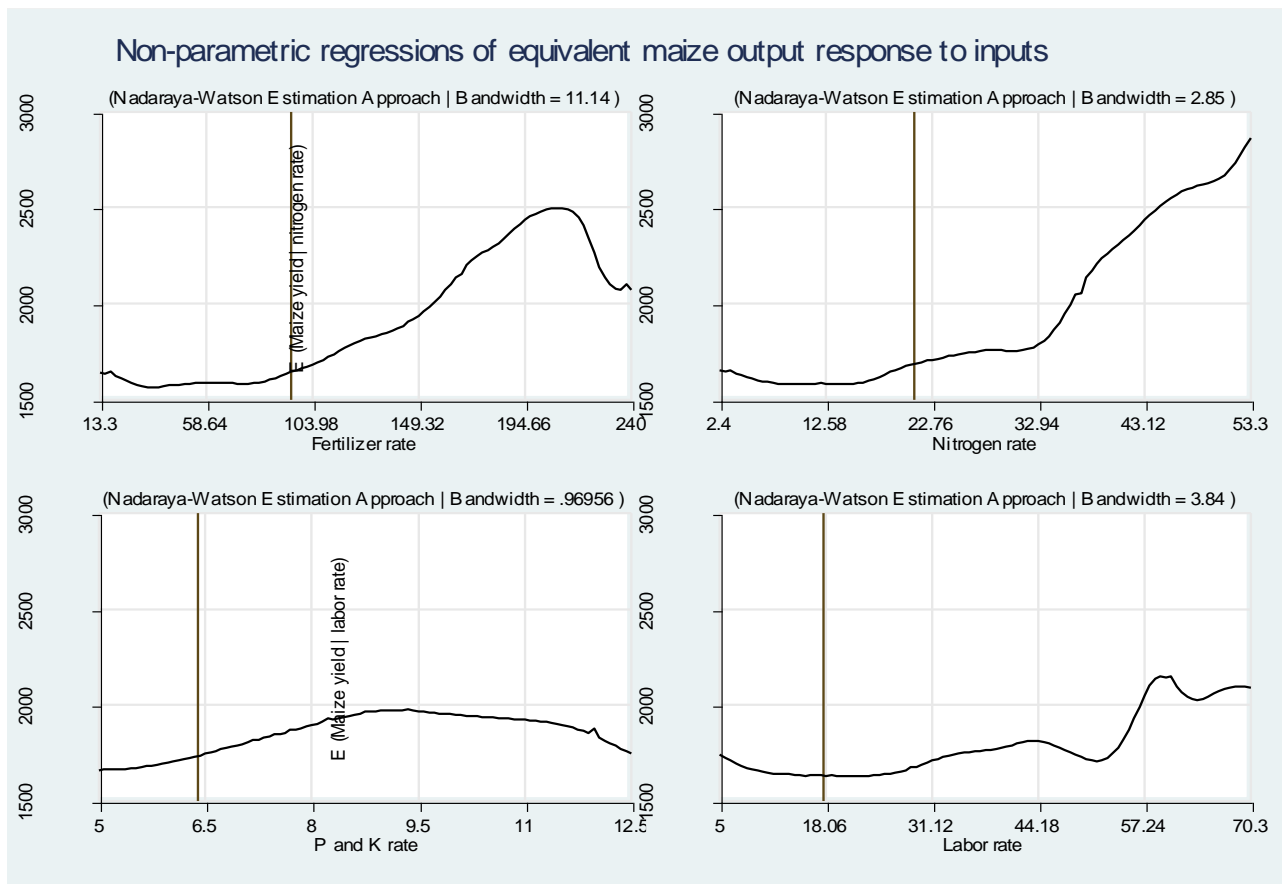 Non-parametric regressions of equivalent maize output response to inputs
(Nadaraya-Watson Estimation Approach | Bandwidth = 11.14 )
3000
2500
2000
1500
E (Maize yield | nitrogen rate)
13.3 58.64 103.98 149.32 194.66 240
Fertilizer rate
(Nadaraya-Watson Estimation Approach | Bandwidth = 2.85 )
3000
2500
2000
1500
2.4 12.58 22.76 32.94 43.12 53.3
Nitrogen rate
(Nadaraya-Watson Estimation Approach | Bandwidth = .96956 )
3000
2500
2000
1500
E (Maize yield | labor rate)
5 6.5 8 9.5 11 12.5
P and K rate
(Nadaraya-Watson Estimation Approach | Bandwidth = 3.84 )
3000
2500
2000
1500
5 18.06 31.12 44.18 57.24 70.3
Labor rate